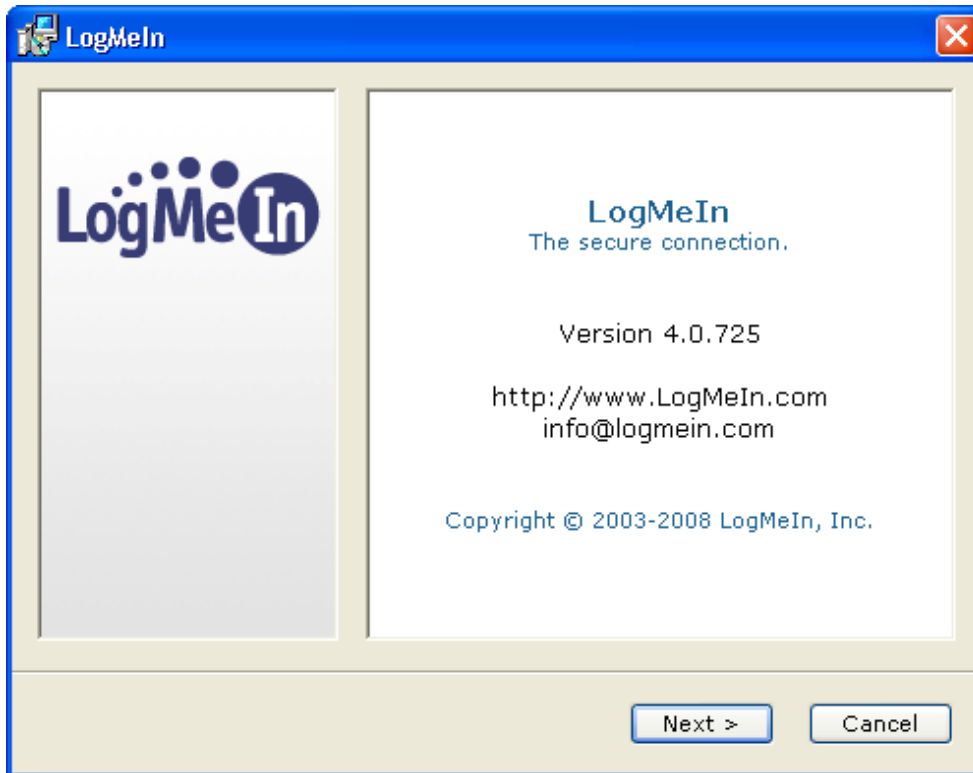 LogMeIn
LogMeIn
LogMeIn
The secure connection.
Version 4.0.725
http://www.LogMeIn.com
info@logmein.com
Copyright © 2003-2008 LogMeIn, Inc.
Next >
Cancel